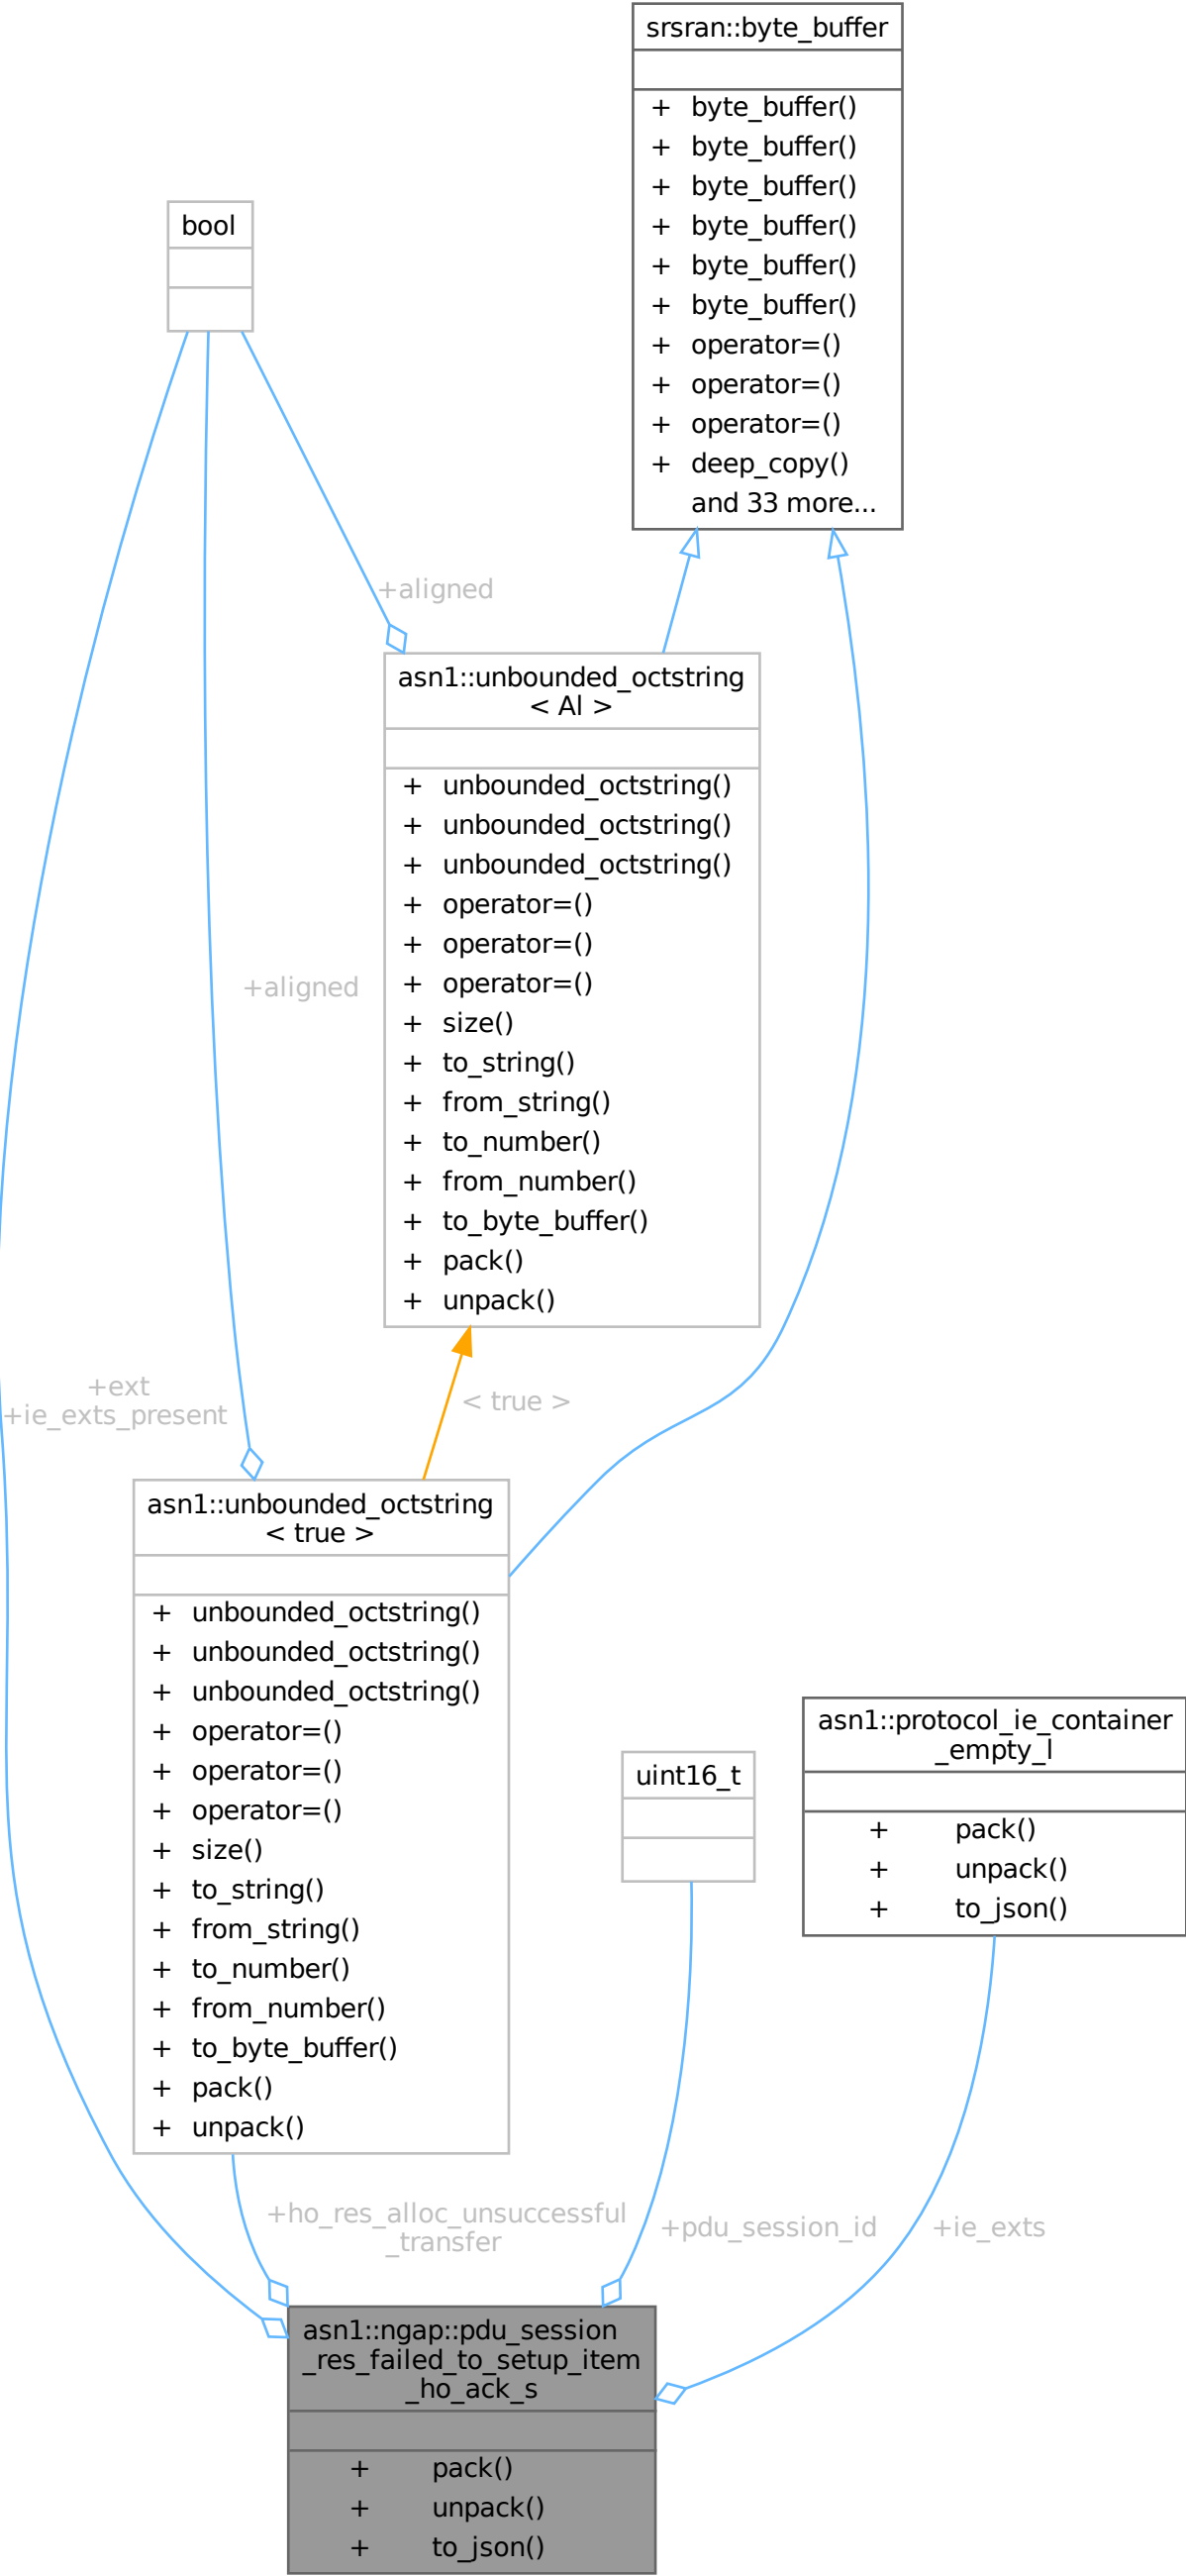 srsran::byte_buffer
+ byte_buffer()
+ byte_buffer()
+ byte_buffer()
+ byte_buffer()
+ byte_buffer()
+ byte_buffer()
+ operator=()
+ operator=()
+ operator=()
+ deep_copy()
and 33 more...
bool
+aligned
asn1::unbounded_octstring
< Al >
+ unbounded_octstring()
+ unbounded_octstring()
+ unbounded_octstring()
+ operator=()
+ operator=()
+ operator=()
+ size()
+ to_string()
+ from_string()
+ to_number()
+ from_number()
+ to_byte_buffer()
+ pack()
+ unpack()
+aligned
+ext
+ie_exts_present
< true >
asn1::unbounded_octstring
< true >
+ unbounded_octstring()
+ unbounded_octstring()
+ unbounded_octstring()
+ operator=()
+ operator=()
+ operator=()
+ size()
+ to_string()
+ from_string()
+ to_number()
+ from_number()
+ to_byte_buffer()
+ pack()
+ unpack()
uint16_t
asn1::protocol_ie_container
_empty_l
+ pack()
+ unpack()
+ to_json()
+ho_res_alloc_unsuccessful
_transfer
+pdu_session_id
+ie_exts
asn1::ngap::pdu_session
_res_failed_to_setup_item
_ho_ack_s
+ pack()
+ unpack()
+ to_json()